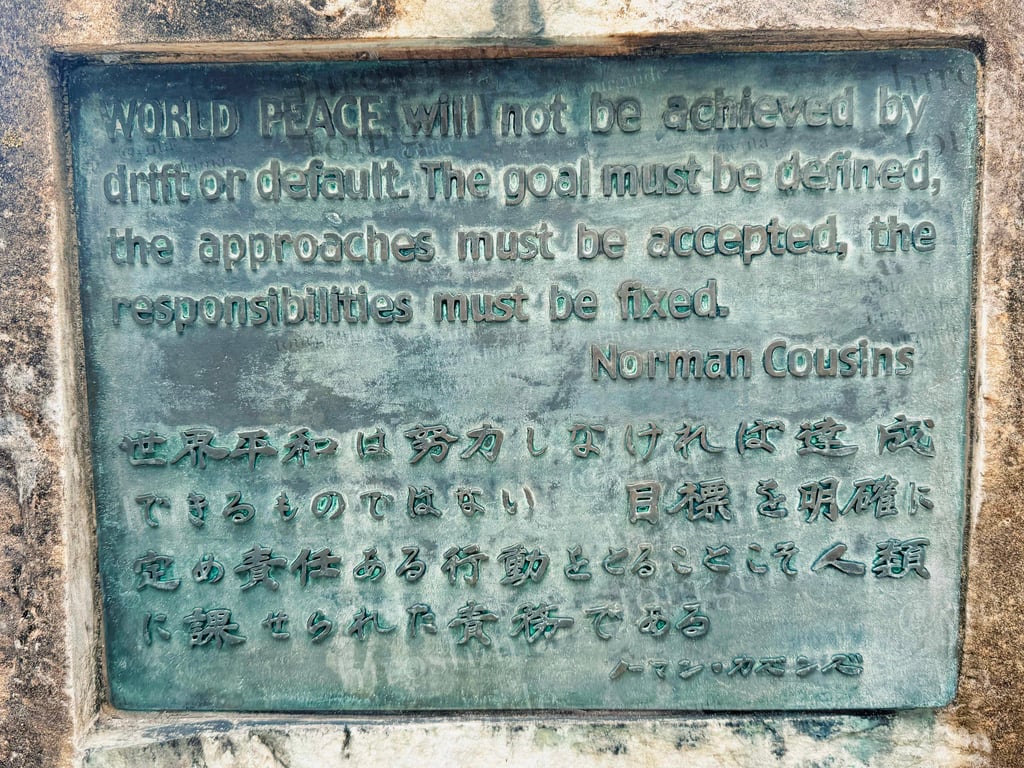 WORLD PEACE will not be achieved by
drift or default. The goal must be defined,
the approaches must be accepted, the
responsibilities must be fixed.
Norman Cousins
世界平和は努力しなければ達成
できるものではない 目標を明確に
定め責任ある行動をとることこそ人類
に課せられた責務である
ノーマン・カズンズ